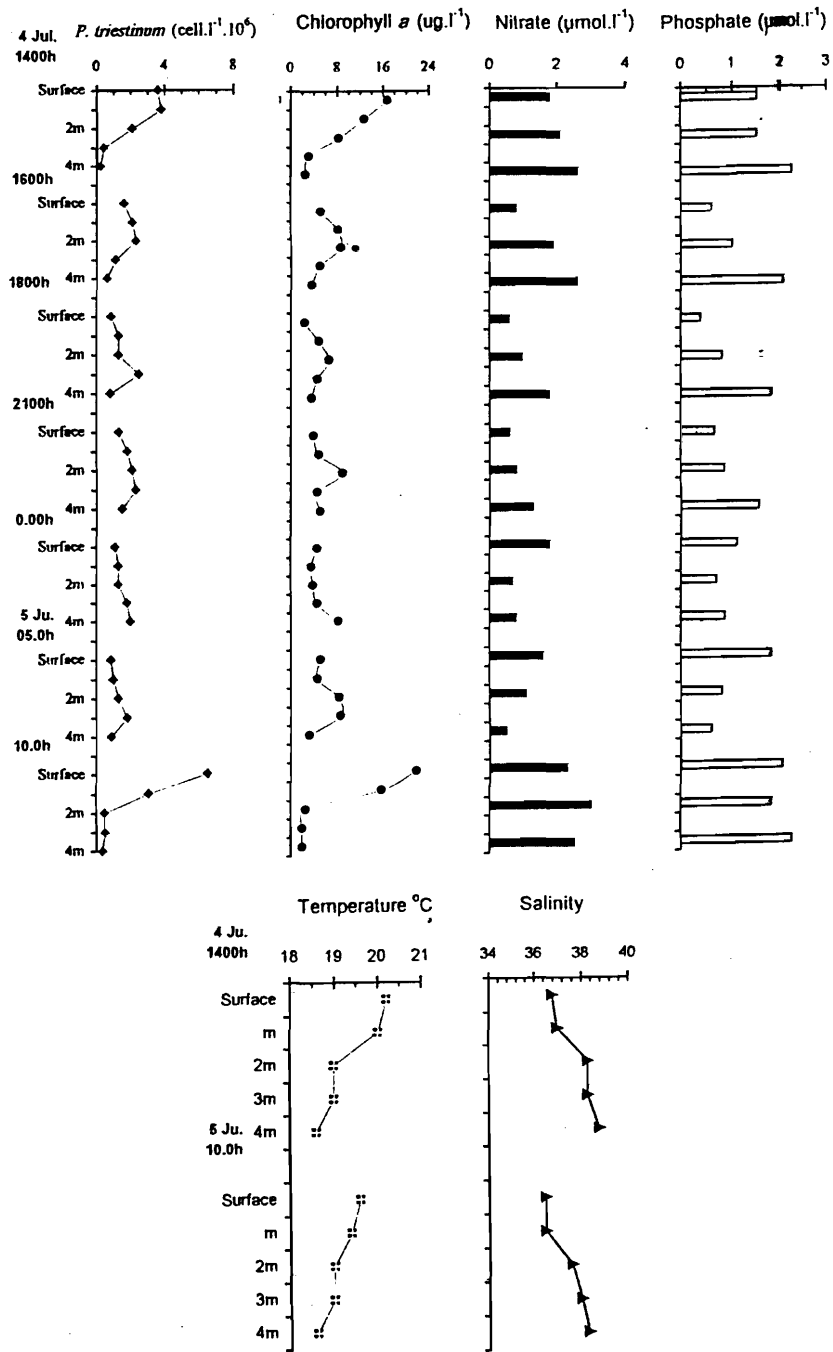 4 Jul. P. triestinum (cell.l⁻¹.10⁶) Chlorophyll a (ug.l⁻¹) Nitrate (µmol.l⁻¹) Phosphate (µmol.l⁻¹)
1400h
0 4 8 0 8 16 24 0 2 4 0 1 2 3
Surface
2m
4m
1600h
Surface
2m
4m
1800h
Surface
2m
4m
2100h
Surface
2m
4m
0.00h
Surface
2m
4m
5 Ju.
05.0h
Surface
2m
4m
10.0h
Surface
2m
4m
Temperature °C Salinity
4 Ju.
1400h
18 19 20 21 34 36 38 40
Surface
m
2m
3m
4m
5 Ju.
10.0h
Surface
m
2m
3m
4m